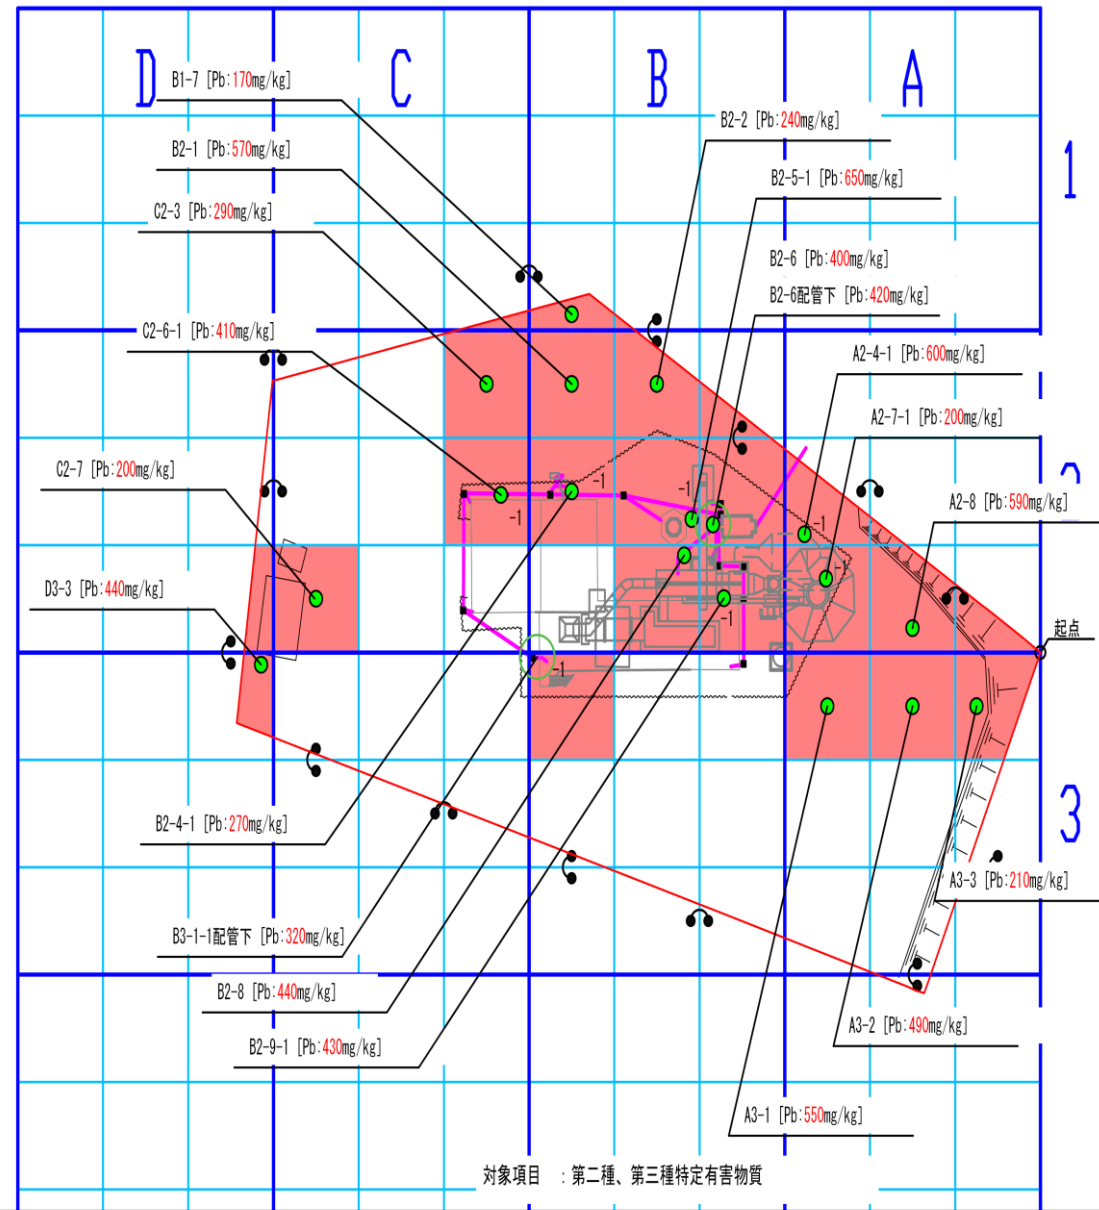 D
C
B
A
B1-7 [Pb:170mg/kg]
B2-2 [Pb:240mg/kg]
B2-1 [Pb:570mg/kg]
1
B2-5-1 [Pb:650mg/kg]
C2-3 [Pb:290mg/kg]
B2-6 [Pb:400mg/kg]
B2-6配管下 [Pb:420mg/kg]
C2-6-1 [Pb:410mg/kg]
A2-4-1 [Pb:600mg/kg]
A2-7-1 [Pb:200mg/kg]
C2-7 [Pb:200mg/kg]
-1
-1
A2-8 [Pb:590mg/kg]
-1
-1
-1
D3-3 [Pb:440mg/kg]
-1
起点
-1
3
B2-4-1 [Pb:270mg/kg]
A3-3 [Pb:210mg/kg]
B3-1-1配管下 [Pb:320mg/kg]
B2-8 [Pb:440mg/kg]
A3-2 [Pb:490mg/kg]
B2-9-1 [Pb:430mg/kg]
A3-1 [Pb:550mg/kg]
対象項目 :第二種、第三種特定有害物質